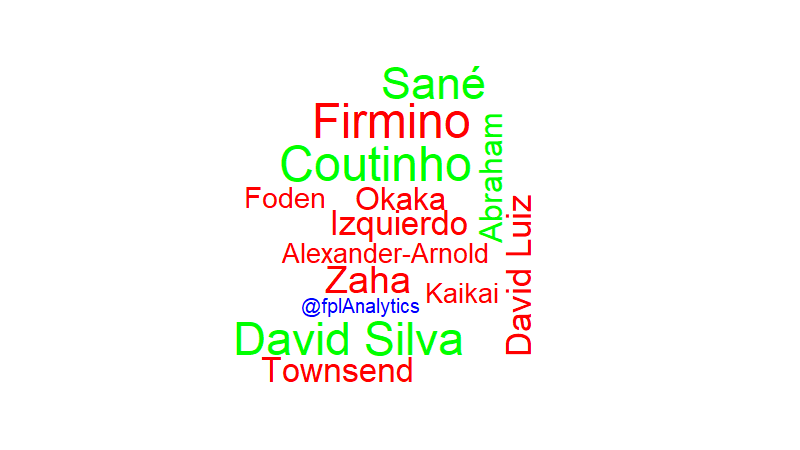 Sané
Firmino
Coutinho
Abraham
Foden
Okaka
Izquierdo
David Luiz
Alexander-Arnold
Zaha
Kaikai
@fplAnalytics
David Silva
Townsend